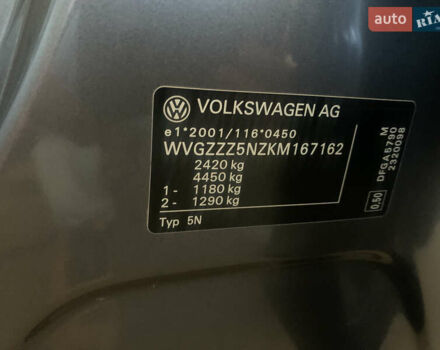 auto RIA
VOLKSWAGEN AG
e1*2001/116*0450
WVGZZZ5NZKM167162
2420 kg
4450 kg
1- 1180 kg
2- 1290 kg
Typ 5N
DFGA5790 M
2320098
0,50